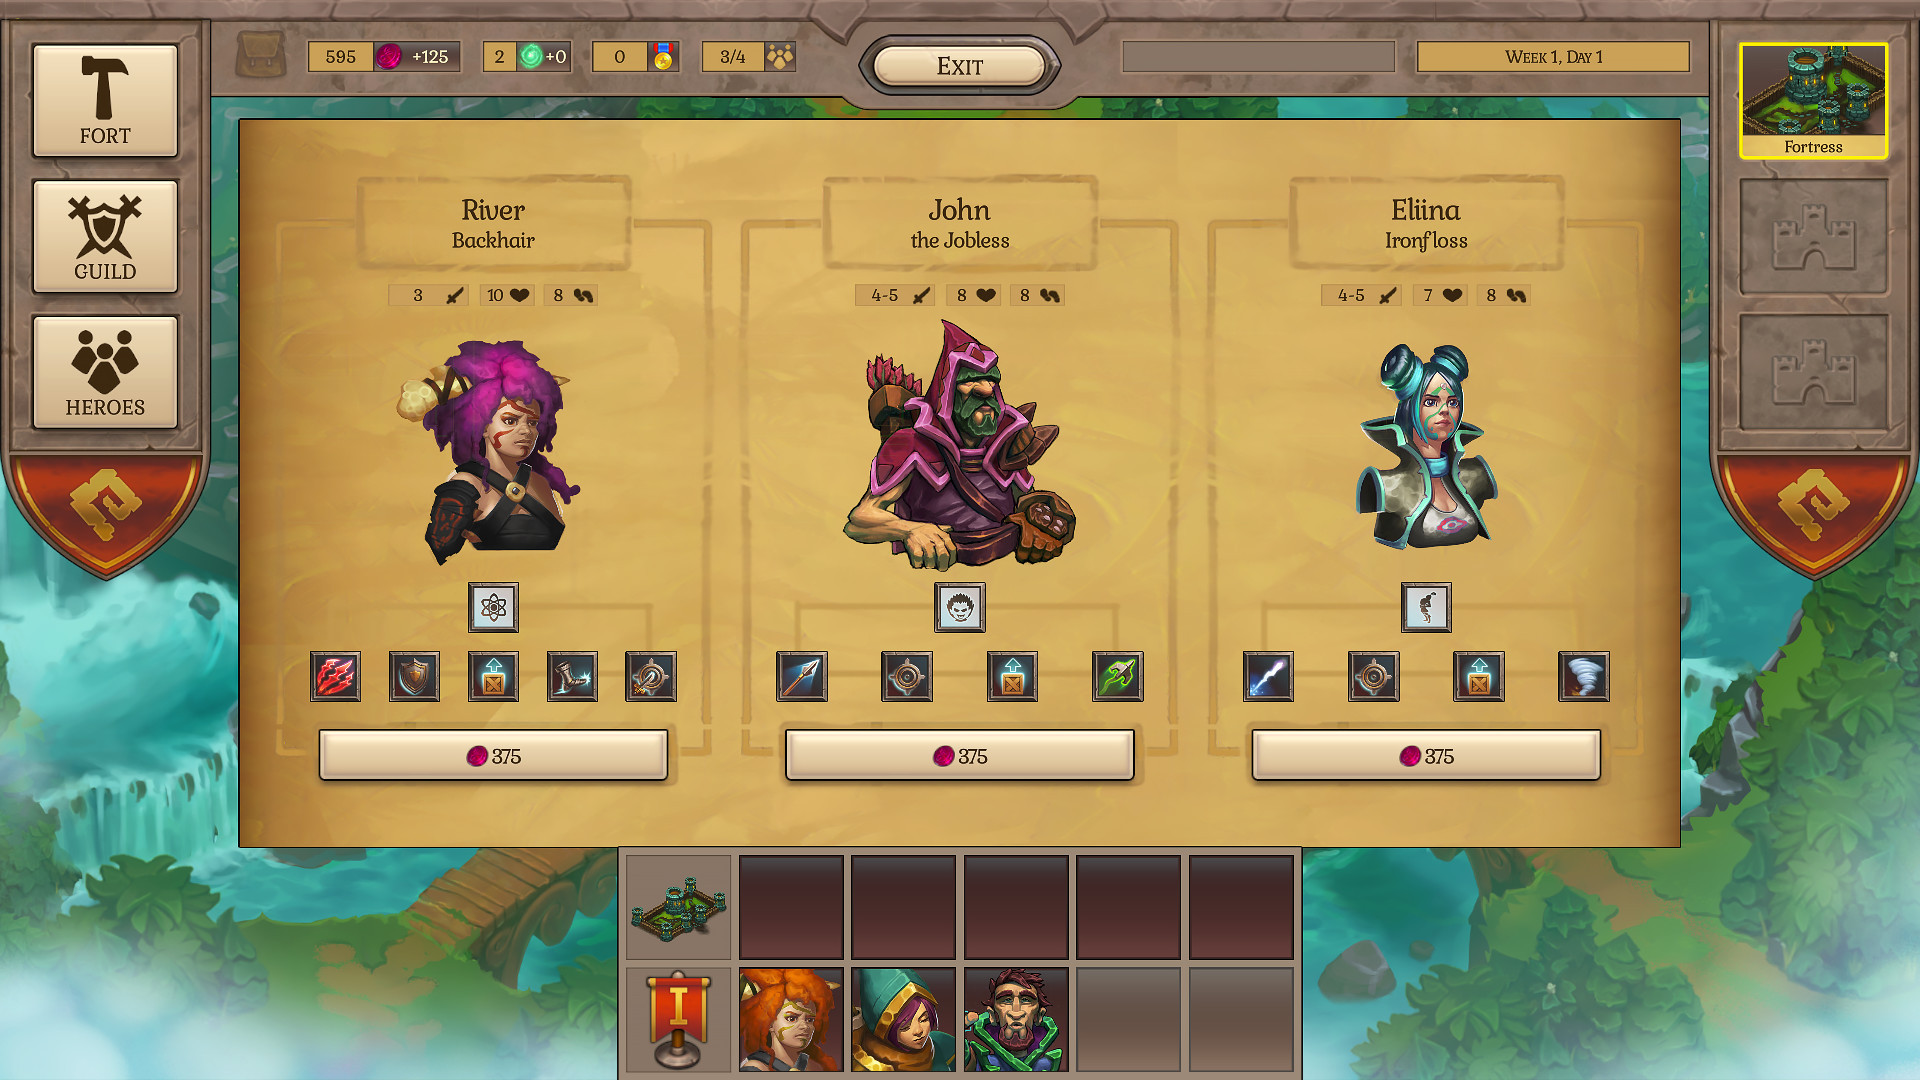 595 +125 2 +0 0 3/4 EXIT WEEK 1, DAY 1
FORT
GUILD
HEROES
Fortress
River
Backhair
3 10 8
375
John
the Jobless
4-5 8 8
375
Eliina
Ironfloss
4-5 7 8
375
I